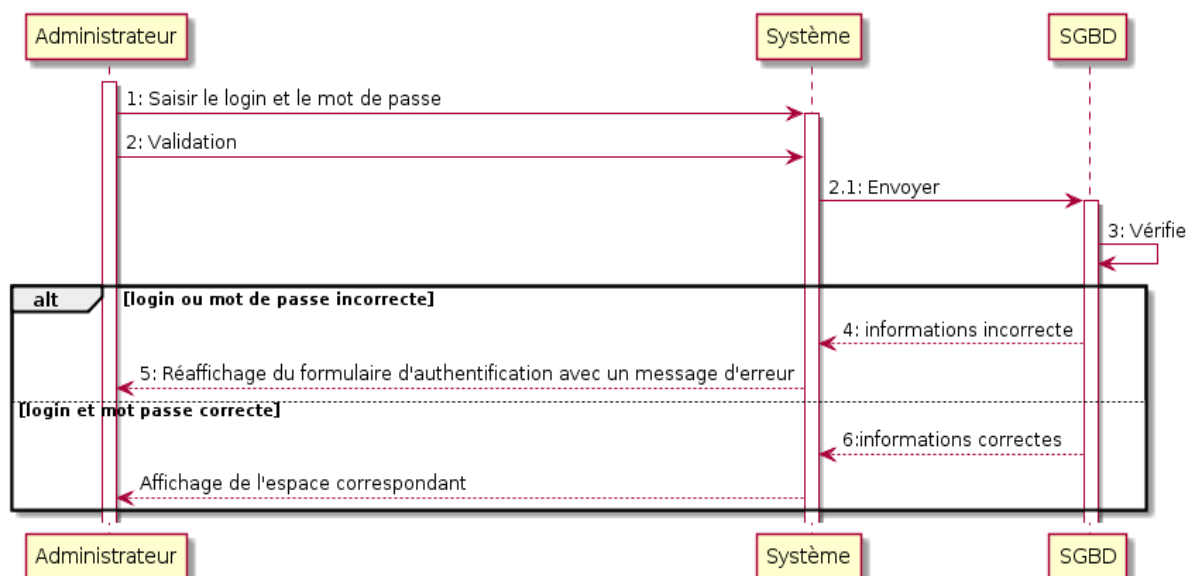 Administrateur
Système
SGBD
1: Saisir le login et le mot de passe
2: Validation
2.1: Envoyer
3: Vérifie
alt
[login ou mot de passe incorrecte]
4: informations incorrecte
5: Réaffichage du formulaire d'authentification avec un message d'erreur
[login et mot passe correcte]
6:informations correctes
Affichage de l'espace correspondant
Administrateur
Système
SGBD